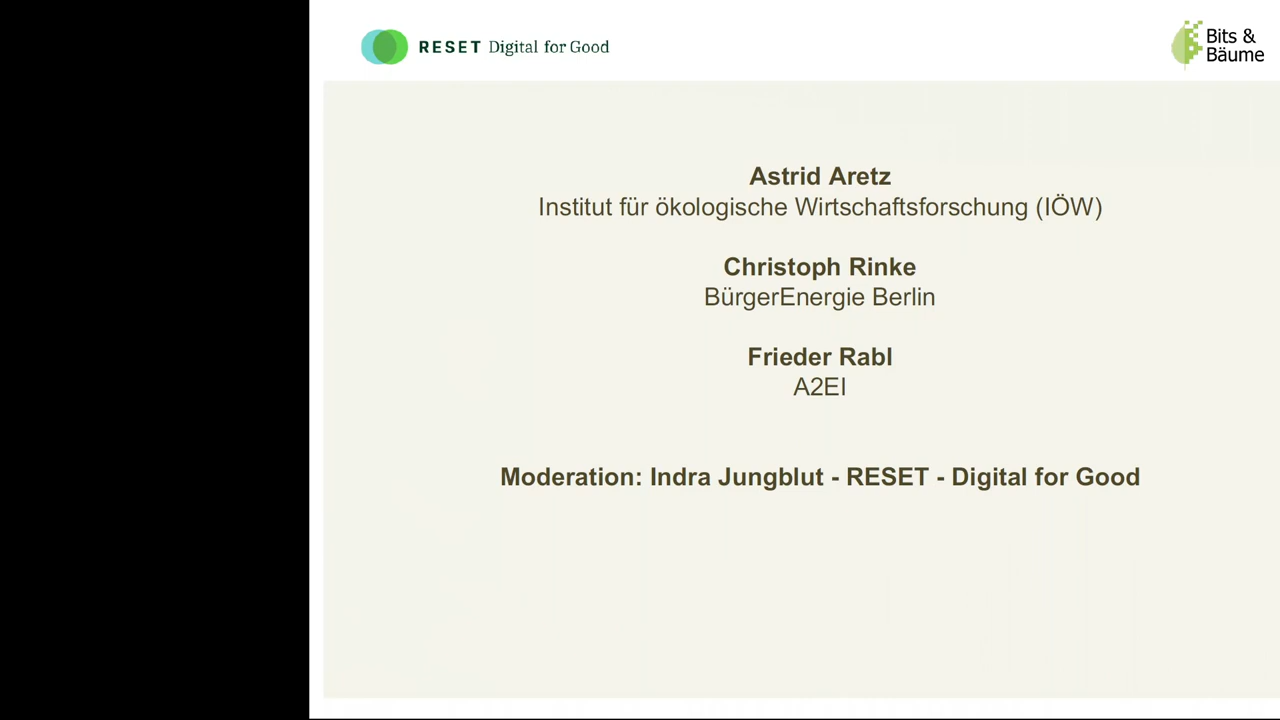 RESET Digital for Good
Bits &
Bäume
Astrid Aretz
Institut für ökologische Wirtschaftsforschung (IÖW)
Christoph Rinke
BürgerEnergie Berlin
Frieder Rabl
A2EI
Moderation: Indra Jungblut - RESET - Digital for Good